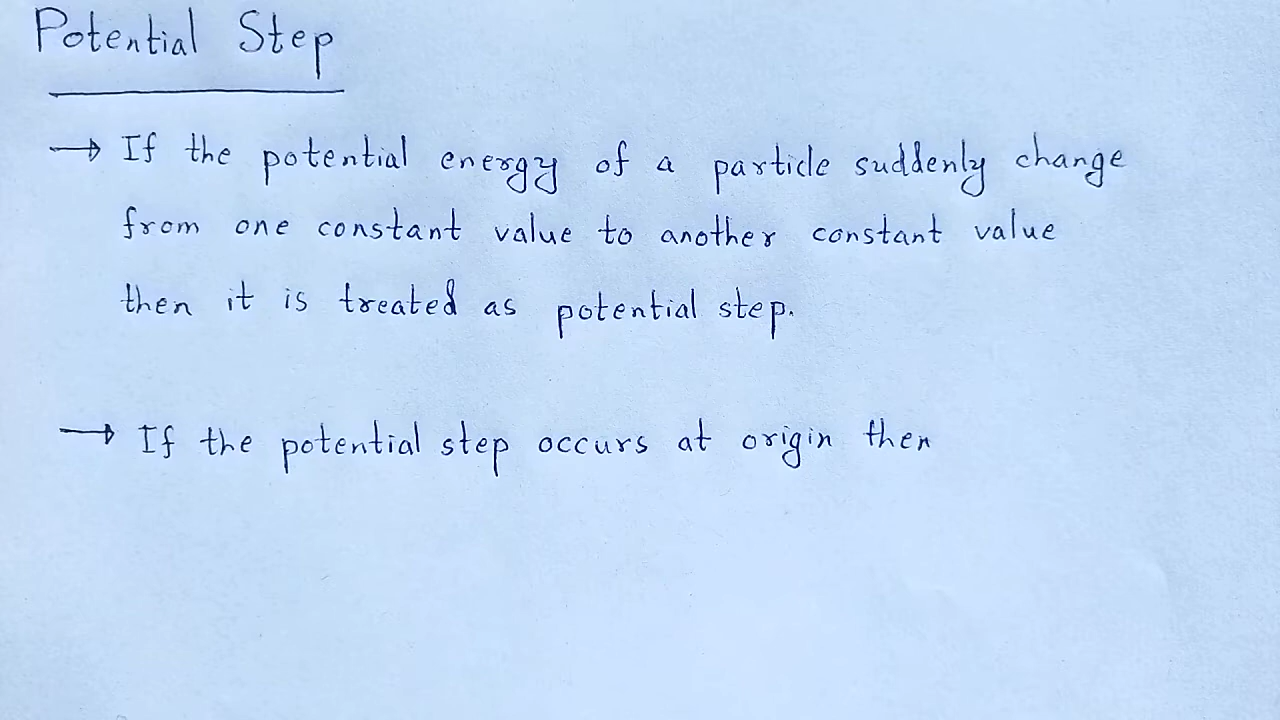 Potential Step
→ If the potential energy of a particle suddenly change
from one constant value to another constant value
then it is treated as potential step.
→ If the potential step occurs at origin then